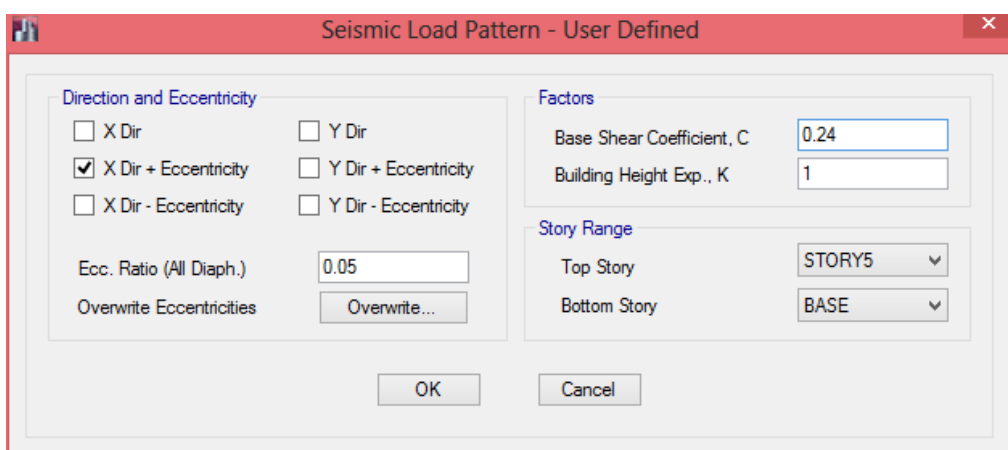 Seismic Load Pattern - User Defined
Direction and Eccentricity
X Dir
Y Dir
X Dir + Eccentricity
Y Dir + Eccentricity
X Dir - Eccentricity
Y Dir - Eccentricity
Ecc. Ratio (All Diaph.)
0.05
Overwrite Eccentricities
Overwrite...
Factors
Base Shear Coefficient, C
0.24
Building Height Exp., K
1
Story Range
Top Story
STORY5
Bottom Story
BASE
OK
Cancel